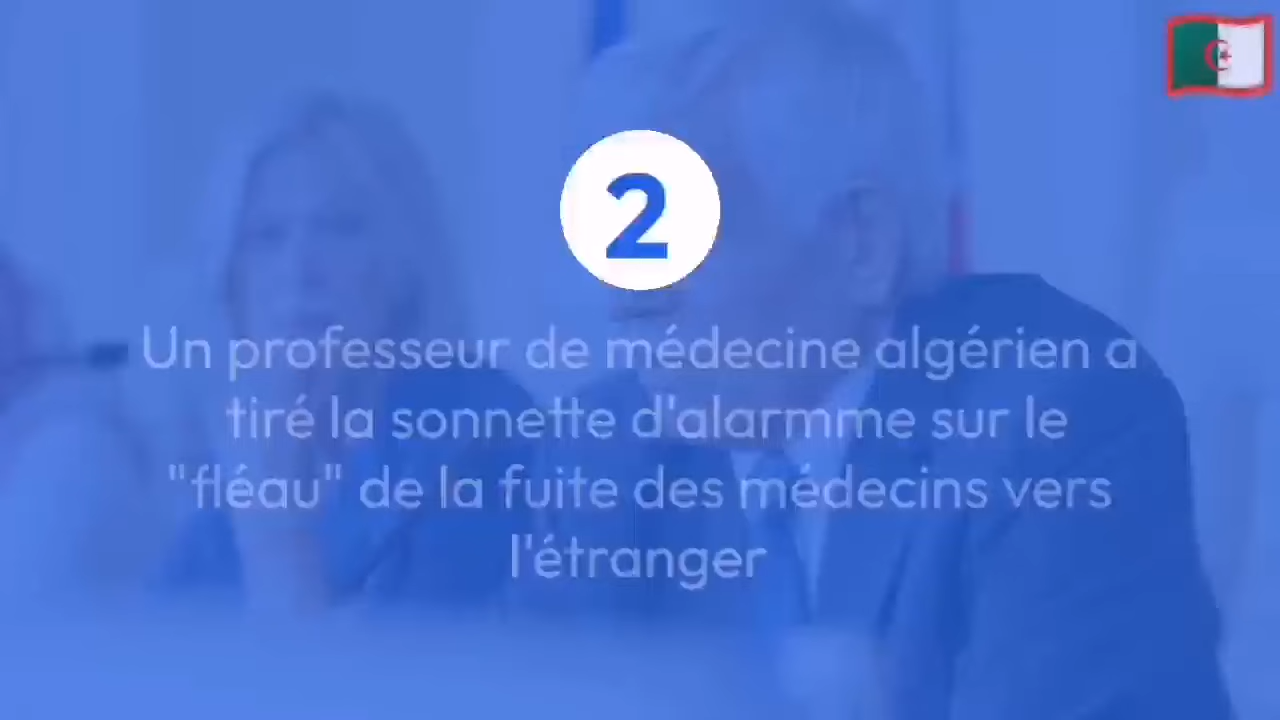 2
Un professeur de médecine algérien a
tiré la sonnette d'alarmme sur le
"fléau" de la fuite des médecins vers
l'étranger